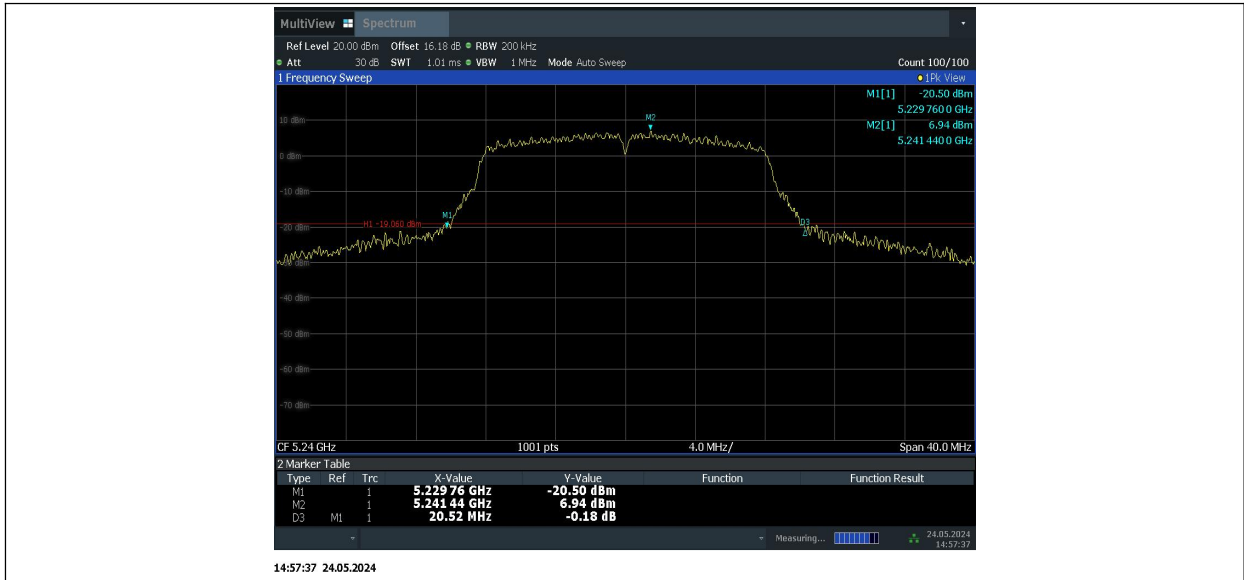 MultiView Spectrum
Ref Level 20.00 dBm Offset 16.18 dB RBW 200 kHz
Att 30 dB SWT 1.01 ms VBW 1 MHz Mode Auto Sweep Count 100/100
1 Frequency Sweep 1Pk View
M1[1] -20.50 dBm
5.229 760 0 GHz
M2[1] 6.94 dBm
5.241 440 0 GHz
M2
10 dBm
0 dBm
-10 dBm
M1
H1 -19.060 dBm
D3
-20 dBm
-40 dBm
-50 dBm
-60 dBm
-70 dBm
CF 5.24 GHz 1001 pts 4.0 MHz/ Span 40.0 MHz
2 Marker Table
Type Ref Trc X-Value Y-Value Function Function Result
M1 1 5.229 76 GHz -20.50 dBm
M2 1 5.241 44 GHz 6.94 dBm
D3 M1 1 20.52 MHz -0.18 dB
Measuring... 24.05.2024
14:57:37
14:57:37 24.05.2024